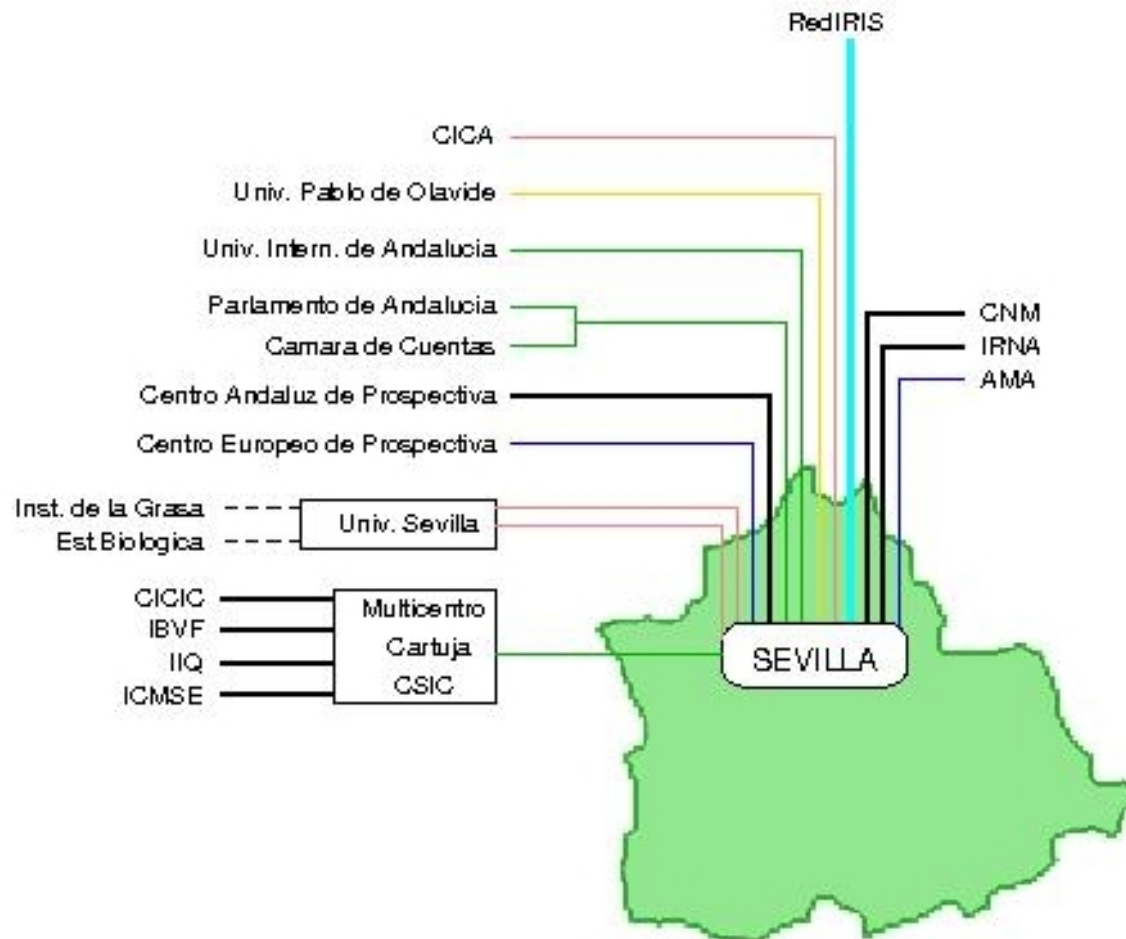 RedIRIS
CICA
Univ. Pablo de Olavide
Univ. Intern. de Andalucia
Parlamento de Andalucia
Camara de Cuentas
Centro Andaluz de Prospectiva
Centro Europeo de Prospectiva
Inst. de la Grasa
Est.Biologica
Univ. Sevilla
CICIC
IBVF
IIQ
ICMSE
Multicentro
Cartuja
CSIC
SEVILLA
CNM
IRNA
AMA